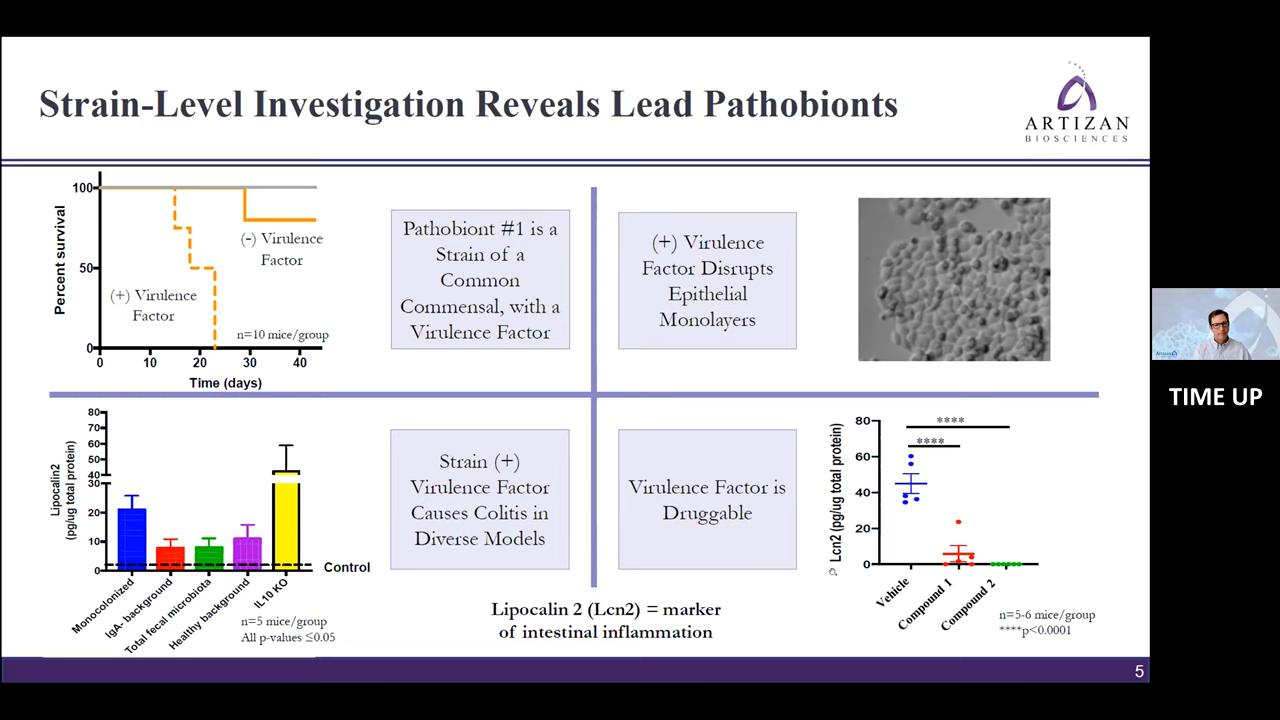 Strain-Level Investigation Reveals Lead Pathobionts
ARTIZAN
BIOSCIENCES
Percent survival
100
50
0
0 10 20 30 40
Time (days)
(-) Virulence
Factor
(+) Virulence
Factor
n=10 mice/group
Pathobiont #1 is a
Strain of a
Common
Commensal, with a
Virulence Factor
(+) Virulence
Factor Disrupts
Epithelial
Monolayers
Lipocalin2
(pg/ug total protein)
80
70
60
50
40
30
20
10
0
Control
Monocolonized
IgA- background
Total fecal microbiota
Healthy background
IL10 KO
n=5 mice/group
All p-values ≤0.05
Strain (+)
Virulence Factor
Causes Colitis in
Diverse Models
Virulence Factor is
Druggable
Lipocalin 2 (Lcn2) = marker
of intestinal inflammation
Lcn2 (pg/ug total protein)
80
60
40
20
0
****
****
Vehicle
Compound 1
Compound 2
n=5-6 mice/group
****p<0.0001
5
TIME UP